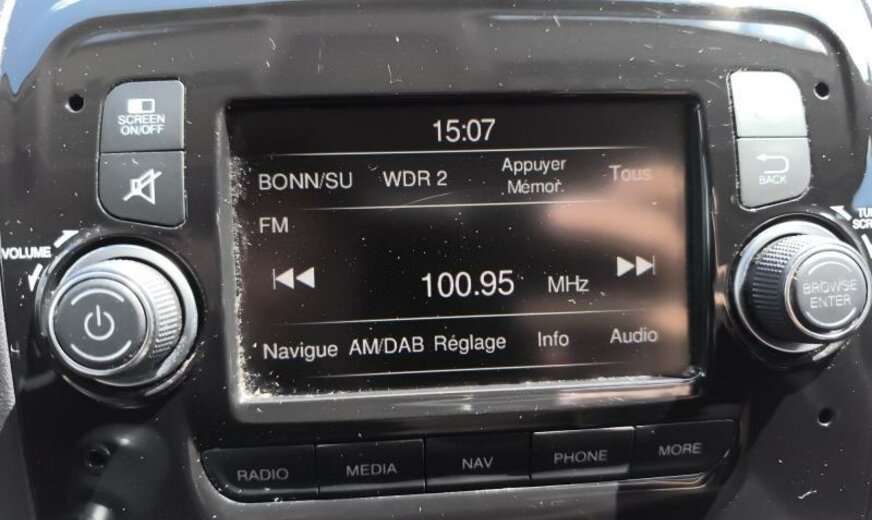 SCREEN
ON/OFF
15:07
BONN/SU WDR 2 Appuyer Tous
Mémor.
BACK
FM
VOLUME
100.95 MHz
BROWSE
ENTER
Navigue AM/DAB Réglage Info Audio
RADIO MEDIA NAV PHONE MORE